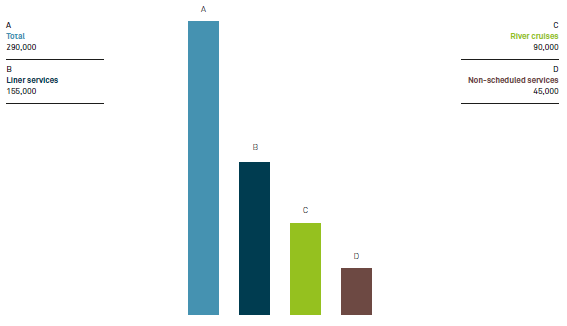 A
Total
290,000
B
Liner services
155,000
C
River cruises
90,000
D
Non-scheduled services
45,000
A
B
C
D